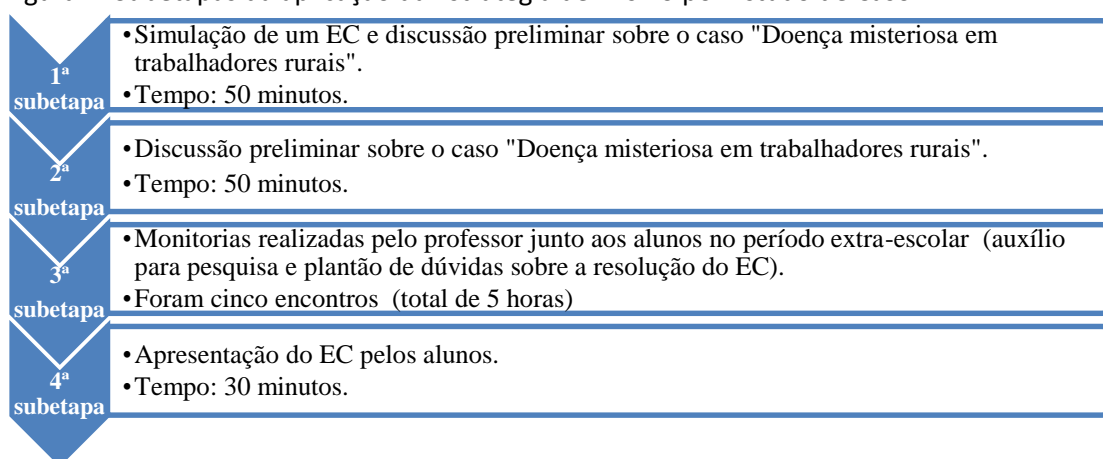 1ª
subetapa
•Simulação de um EC e discussão preliminar sobre o caso "Doença misteriosa em
trabalhadores rurais".
•Tempo: 50 minutos.
2ª
subetapa
•Discussão preliminar sobre o caso "Doença misteriosa em trabalhadores rurais".
•Tempo: 50 minutos.
3ª
subetapa
•Monitorias realizadas pelo professor junto aos alunos no período extra-escolar (auxílio
para pesquisa e plantão de dúvidas sobre a resolução do EC).
•Foram cinco encontros (total de 5 horas)
4ª
subetapa
•Apresentação do EC pelos alunos.
•Tempo: 30 minutos.